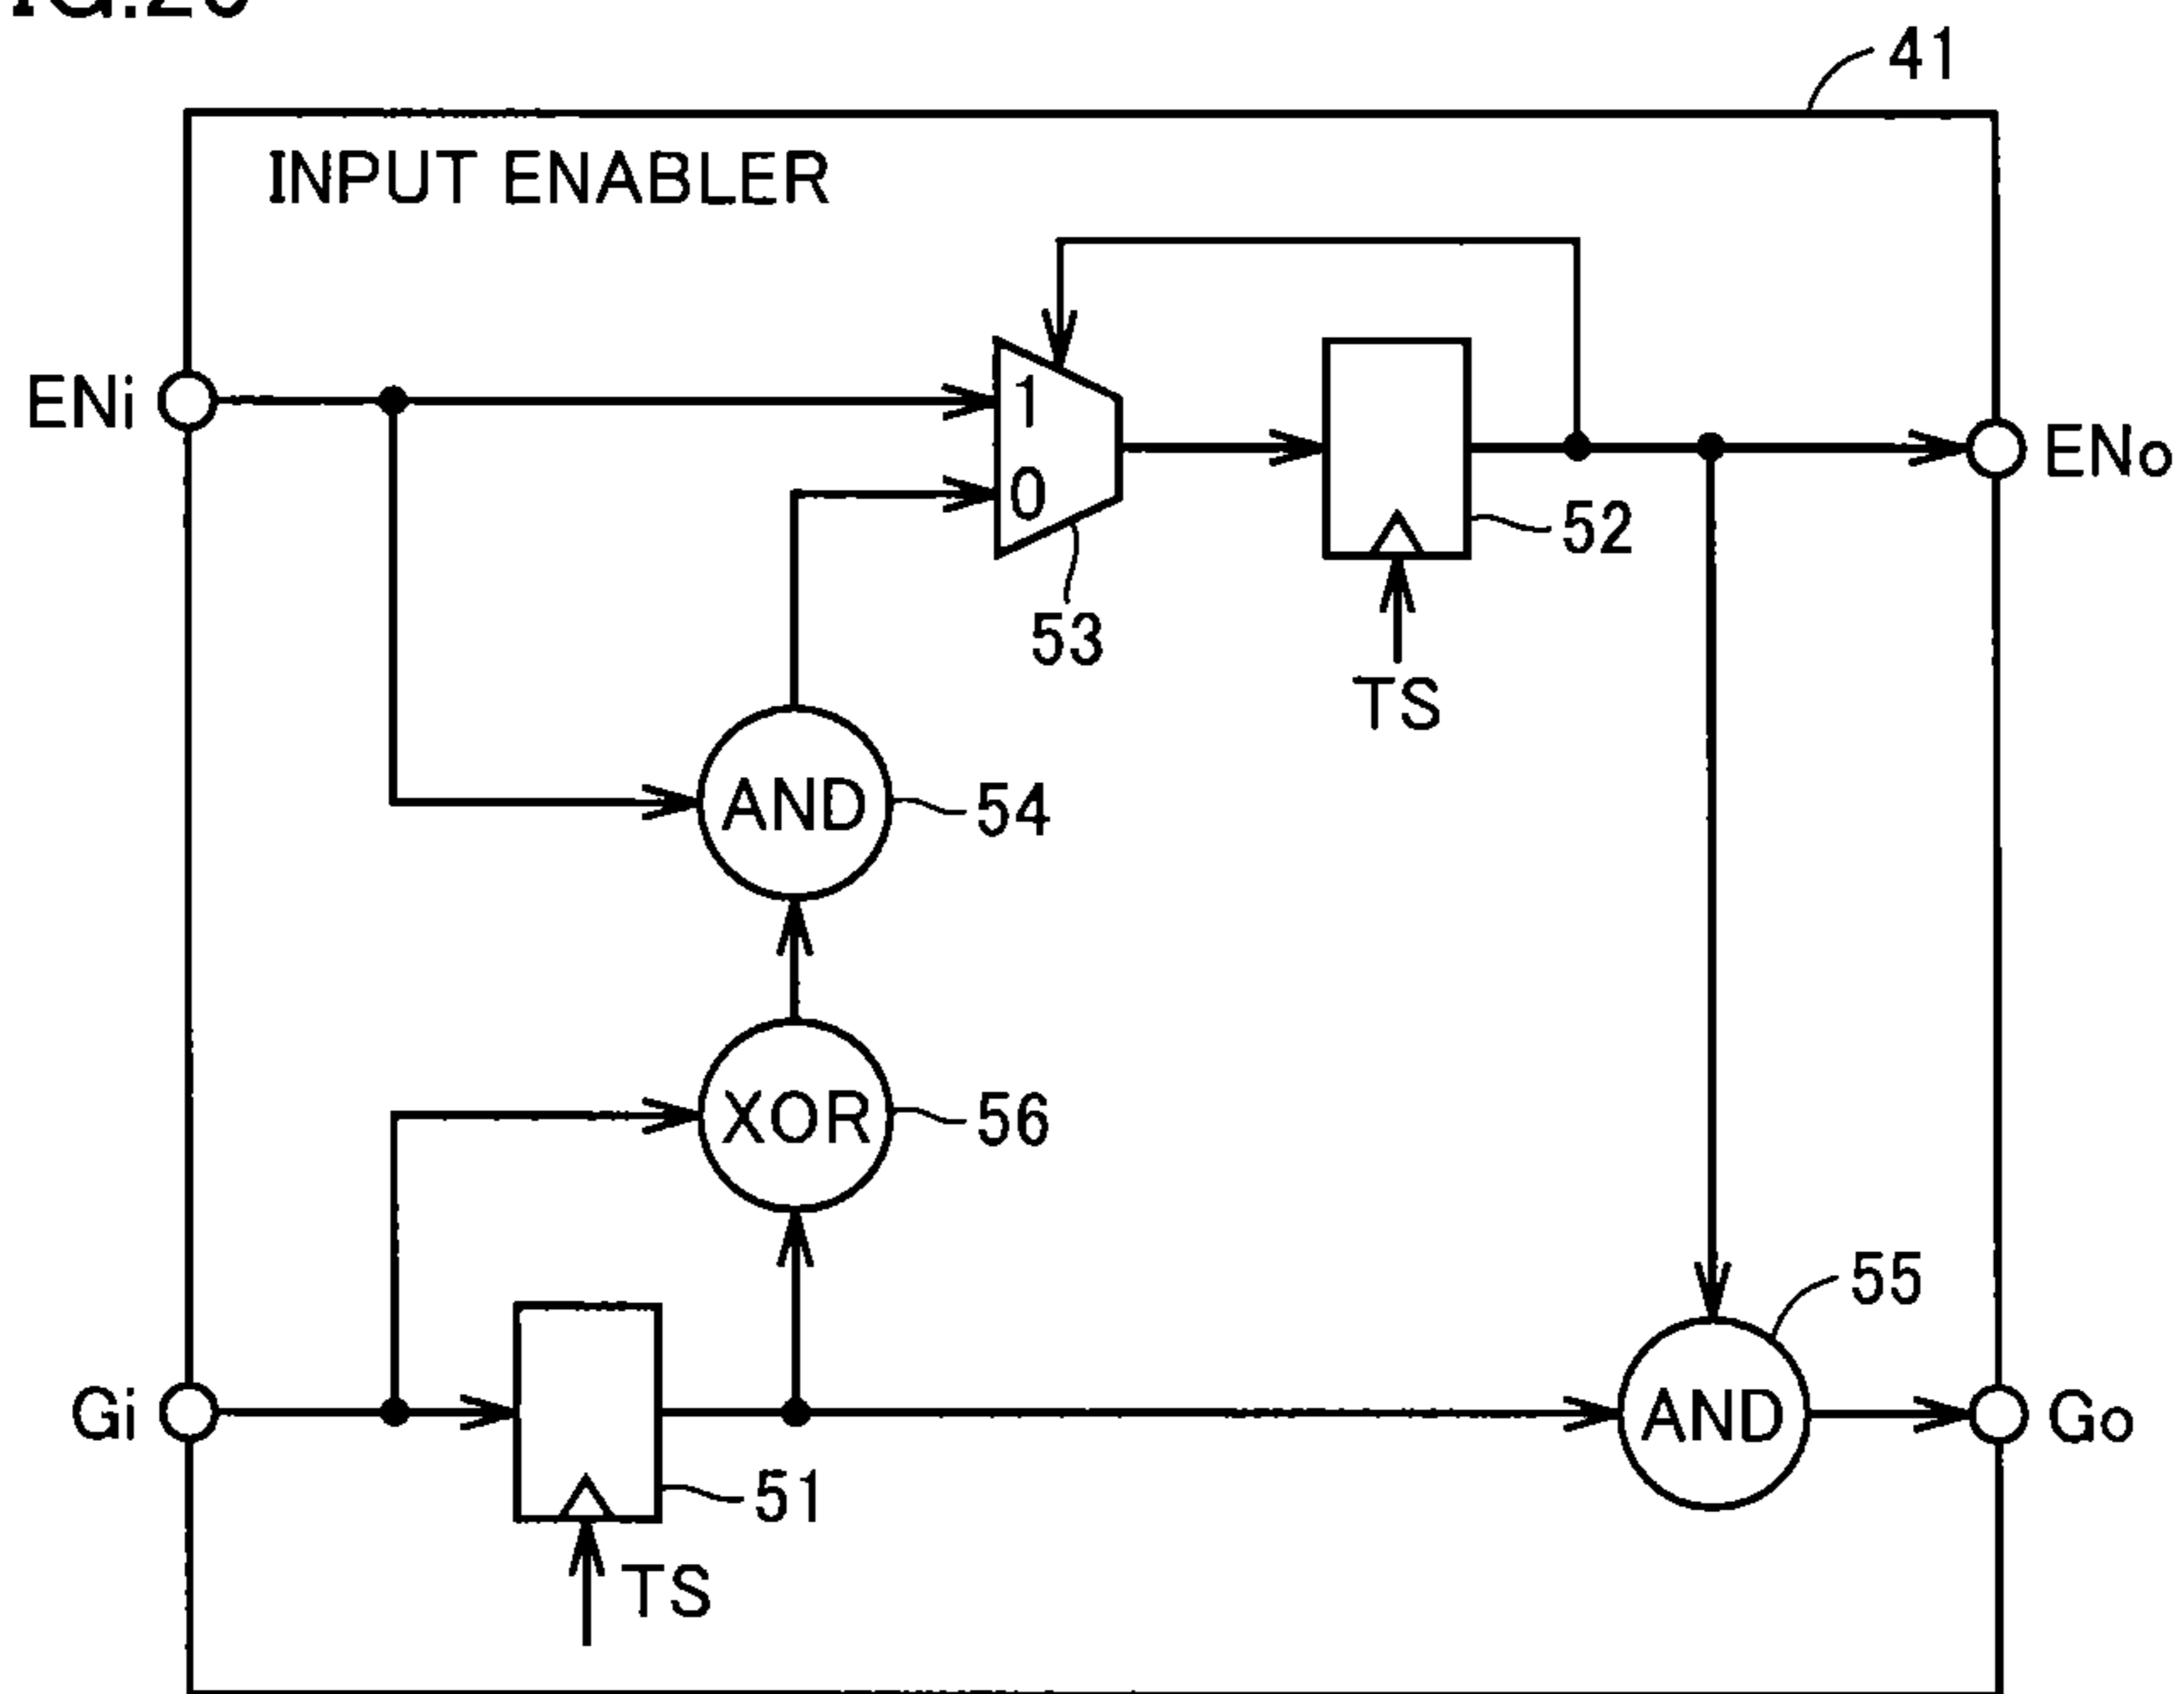 41
INPUT ENABLER
ENi
1
0
ENo
52
53
TS
AND
54
XOR
56
55
Gi
AND
Go
51
TS